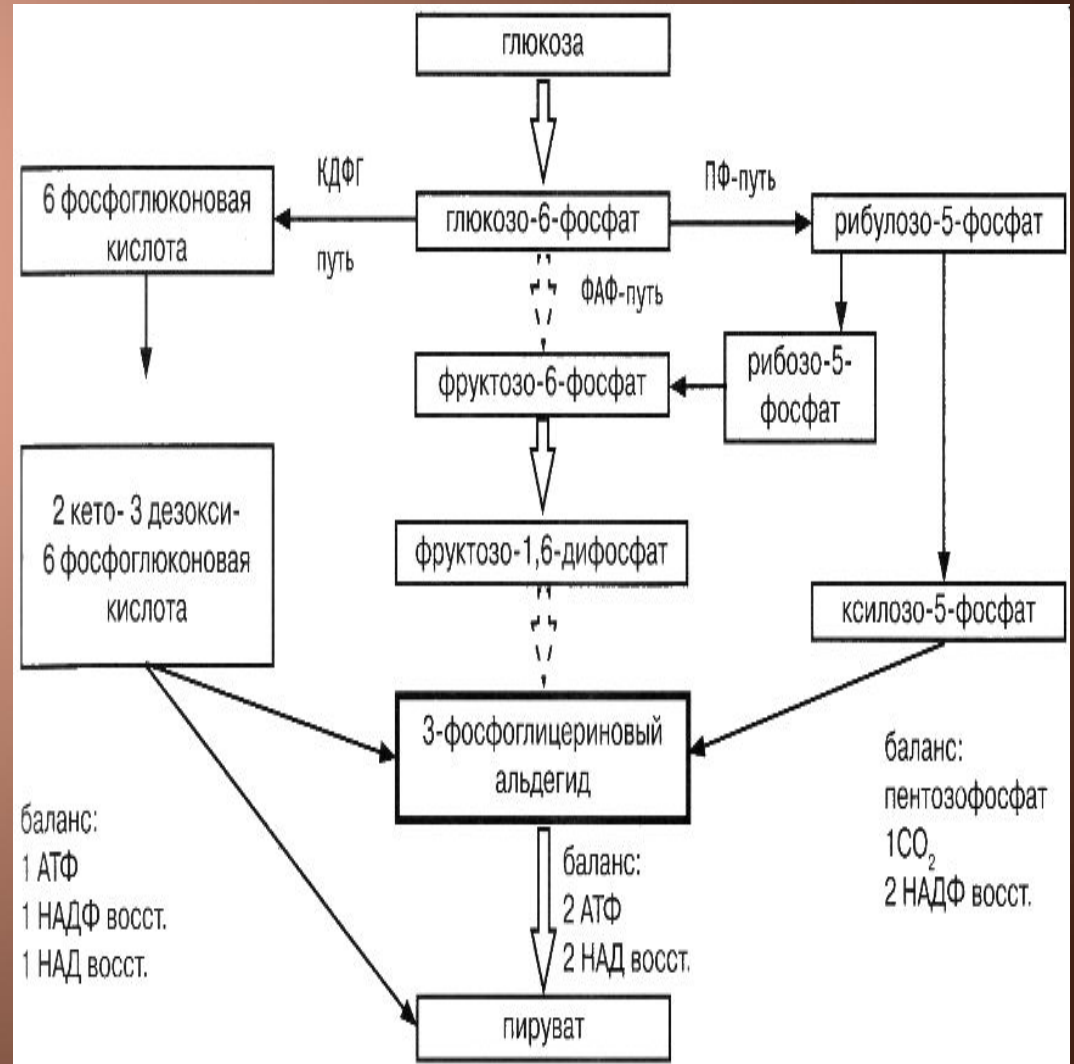 глюкоза
КДФГ
путь
ПФ-путь
6 фосфоглюконовая
кислота
глюкозо-6-фосфат
рибулозо-5-фосфат
ФАФ-путь
фруктозо-6-фосфат
рибозо-5-
фосфат
2 кето- 3 дезокси-
6 фосфоглюконовая
кислота
фруктозо-1,6-дифосфат
ксилозо-5-фосфат
3-фосфоглицериновый
альдегид
баланс:
1 АТФ
1 НАДФ восст.
1 НАД восст.
баланс:
2 АТФ
2 НАД восст.
баланс:
пентозофосфат
1CO₂
2 НАДФ восст.
пируват